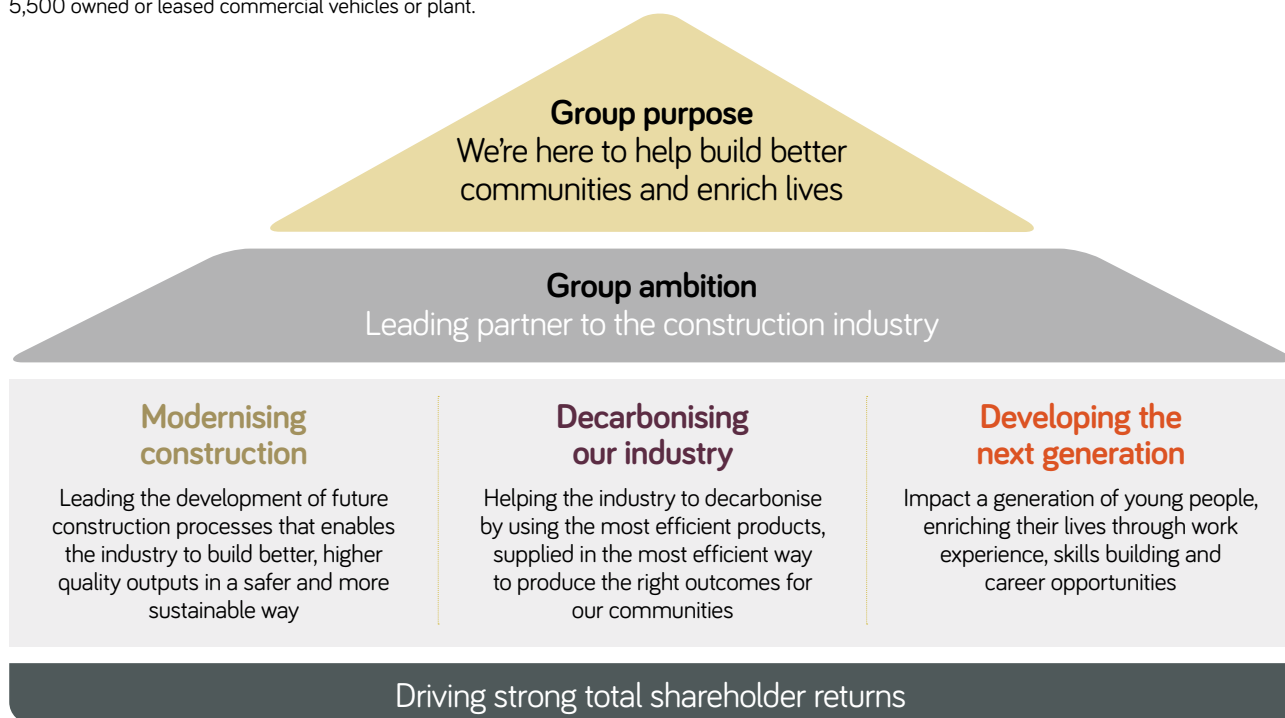 5,500 owned or leased commercial vehicles or plant.
Group purpose
We're here to help build better
communities and enrich lives
Group ambition
Leading partner to the construction industry
Modernising
construction
Leading the development of future
construction processes that enables
the industry to build better, higher
quality outputs in a safer and more
sustainable way
Decarbonising
our industry
Helping the industry to decarbonise
by using the most efficient products,
supplied in the most efficient way
to produce the right outcomes for
our communities
Developing the
next generation
Impact a generation of young people,
enriching their lives through work
experience, skills building and
career opportunities
Driving strong total shareholder returns